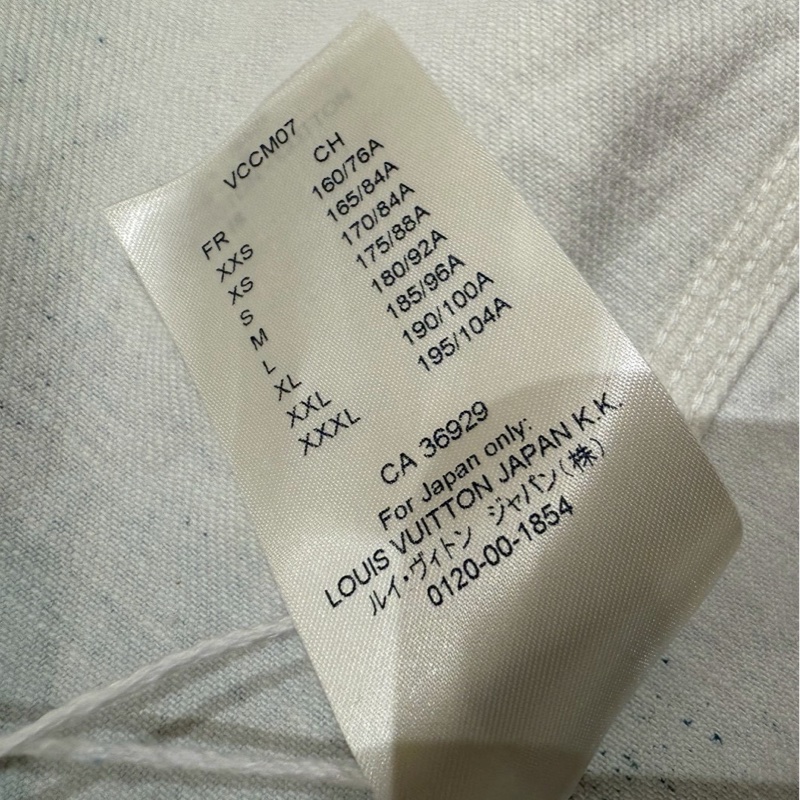 VCCM07
FR CH
XXS 160/76A
XS 165/84A
S 170/84A
M 175/88A
L 180/92A
XL 185/96A
XXL 190/100A
XXXL 195/104A
CA 36929
For Japan only:
LOUIS VUITTON JAPAN K.K.
ルイ・ヴィトン ジャパン(株)
0120-00-1854